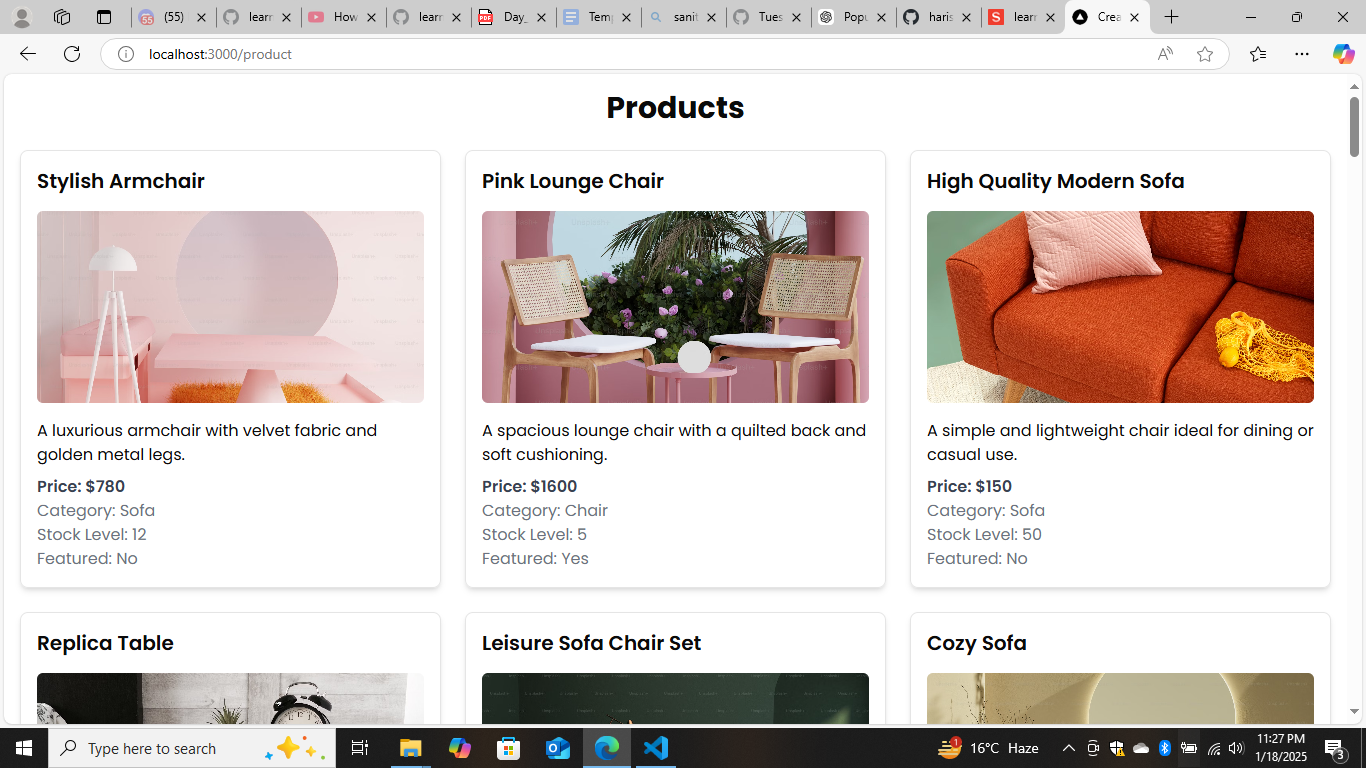 (55)
learn
How
learn
Day_
Temp
sanit
Tues
Popu
haris
learn
Crea
localhost:3000/product
Products
Stylish Armchair
A luxurious armchair with velvet fabric and
golden metal legs.
Price: $780
Category: Sofa
Stock Level: 12
Featured: No
Pink Lounge Chair
A spacious lounge chair with a quilted back and
soft cushioning.
Price: $1600
Category: Chair
Stock Level: 5
Featured: Yes
High Quality Modern Sofa
A simple and lightweight chair ideal for dining or
casual use.
Price: $150
Category: Sofa
Stock Level: 50
Featured: No
Replica Table
Leisure Sofa Chair Set
Cozy Sofa
Type here to search
1
16°C Haze
11:27 PM
1/18/2025
3